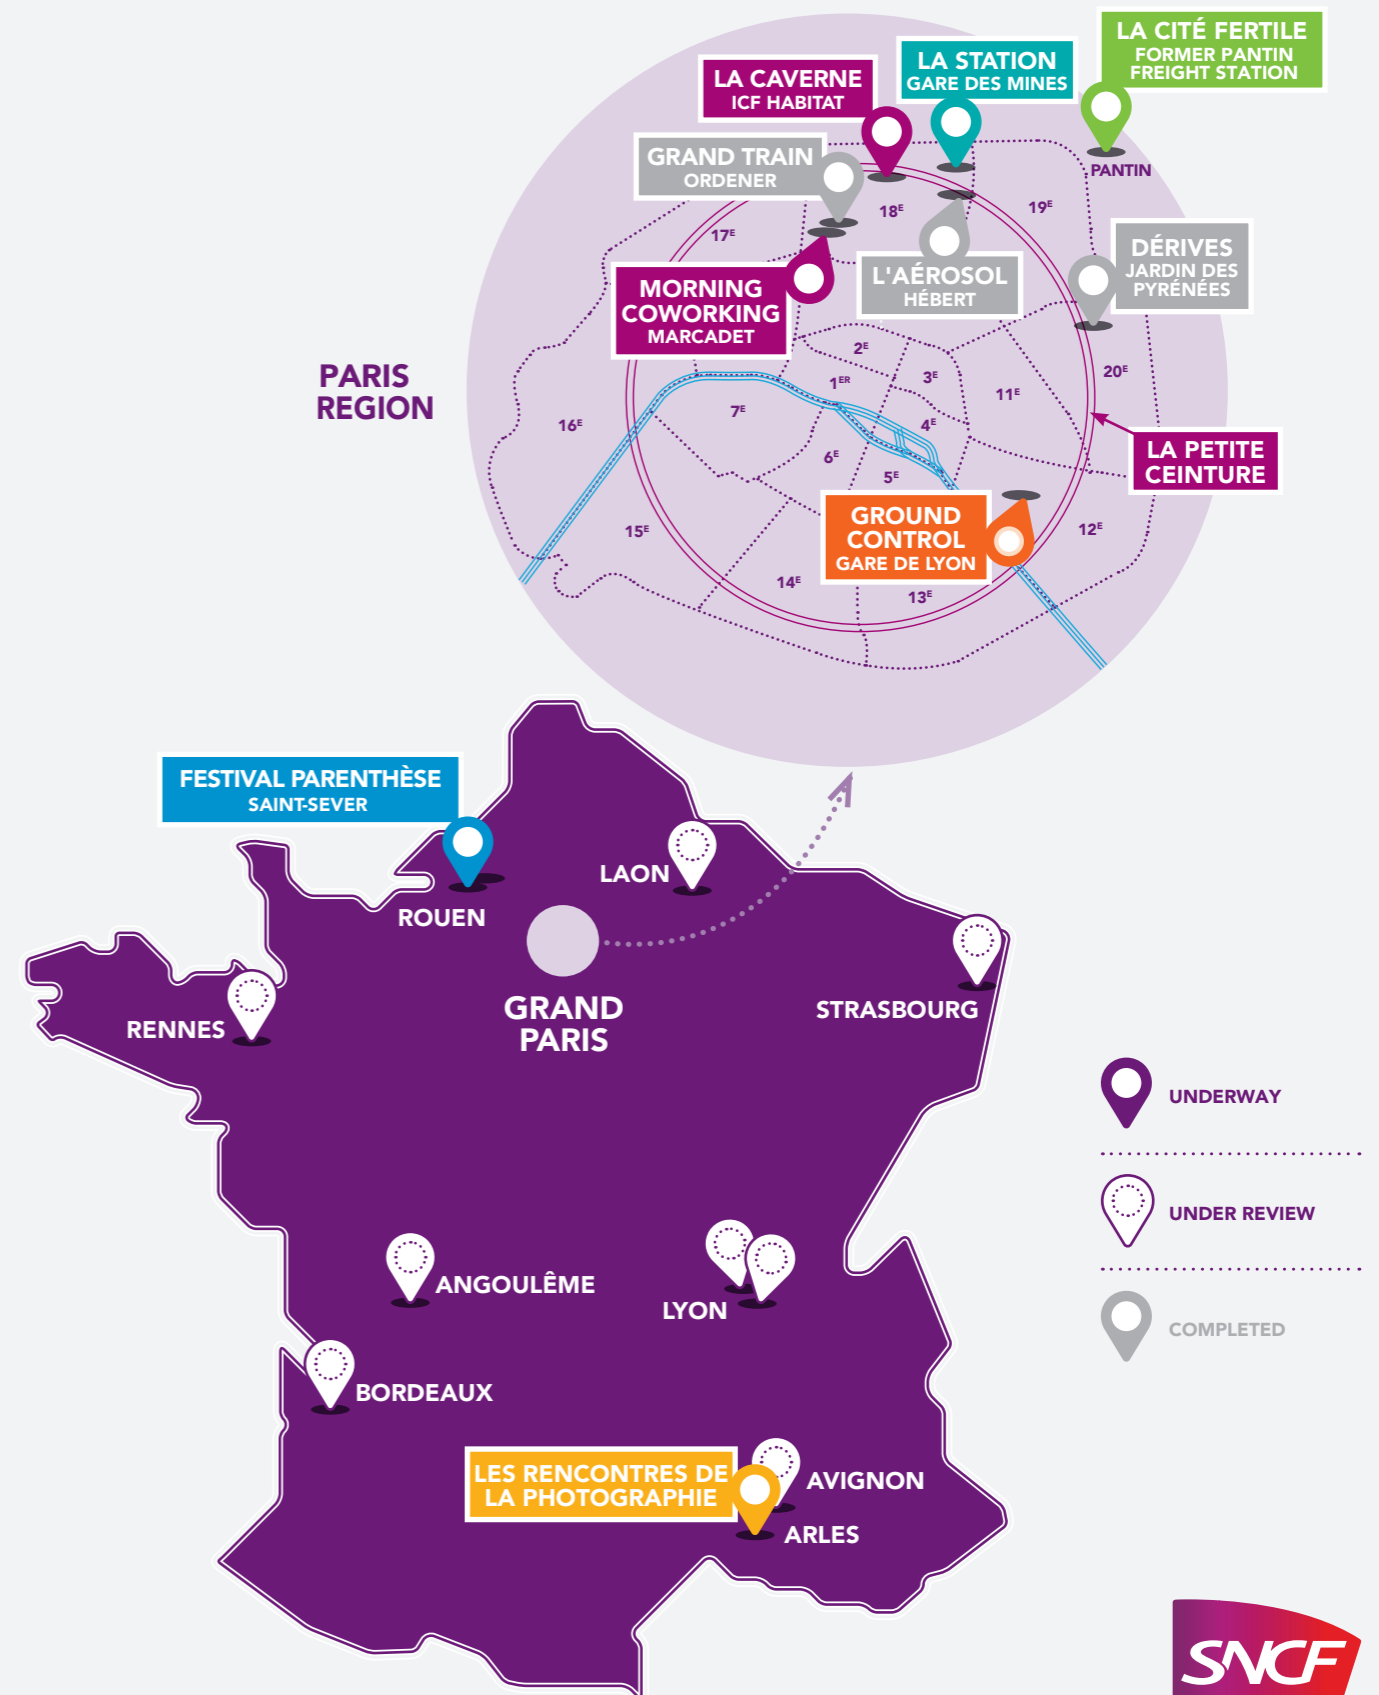 LA CITÉ FERTILE
FORMER PANTIN
FREIGHT STATION
LA STATION
GARE DES MINES
LA CAVERNE
ICF HABITAT
GRAND TRAIN
ORDENER
PANTIN
18E
19E
17E
DÉRIVES
JARDIN DES
PYRÉNÉES
L'AÉROSOL
HÉBERT
MORNING
COWORKING
MARCADET
2E
1ER
3E
20E
11E
PARIS
REGION
7E
16E
4E
6E
5E
LA PETITE
CEINTURE
GROUND
CONTROL
GARE DE LYON
15E
12E
14E
13E
FESTIVAL PARENTHÈSE
SAINT-SEVER
LAON
ROUEN
GRAND
PARIS
STRASBOURG
RENNES
UNDERWAY
UNDER REVIEW
COMPLETED
ANGOULÊME
LYON
BORDEAUX
LES RENCONTRES DE
LA PHOTOGRAPHIE
AVIGNON
ARLES
SNCF